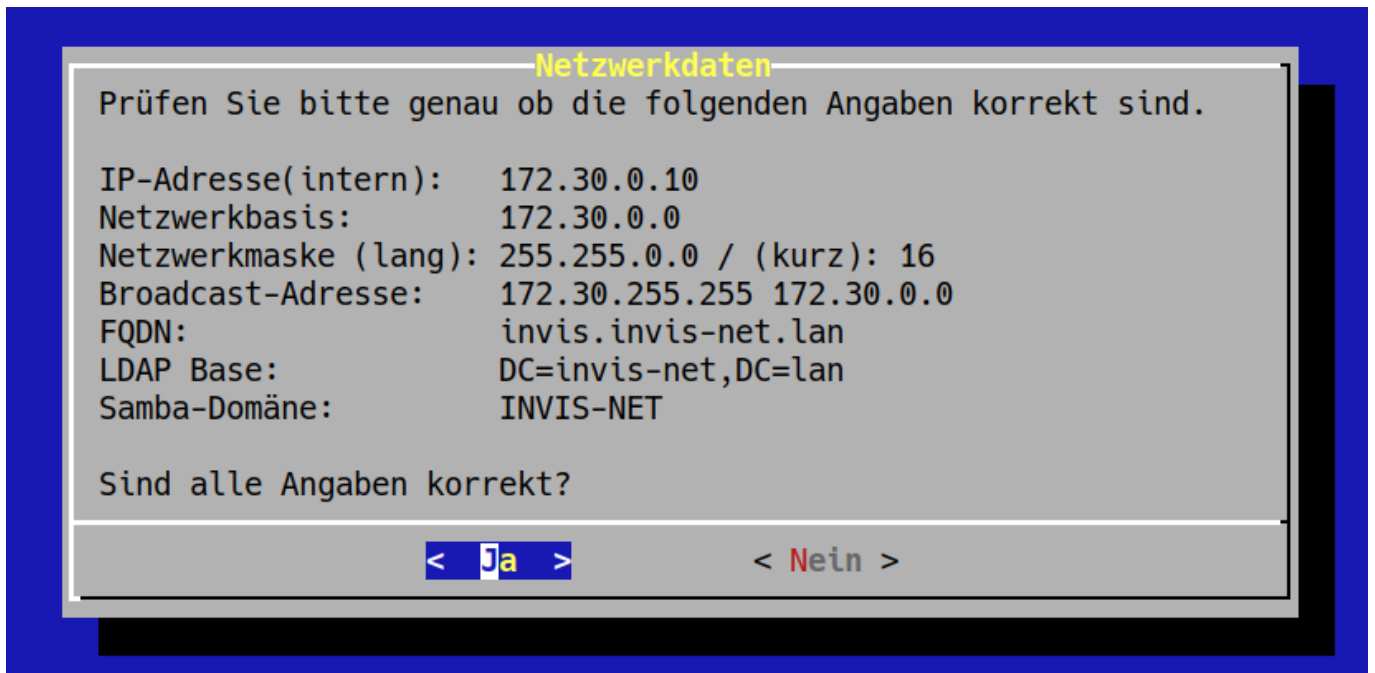 Netzwerkdaten
Prüfen Sie bitte genau ob die folgenden Angaben korrekt sind.
IP-Adresse(intern): 172.30.0.10
Netzwerkbasis: 172.30.0.0
Netzwerkmaske (lang): 255.255.0.0 / (kurz): 16
Broadcast-Adresse: 172.30.255.255 172.30.0.0
FQDN: invis.invis-net.lan
LDAP Base: DC=invis-net,DC=lan
Samba-Domäne: INVIS-NET
Sind alle Angaben korrekt?
< Ja > < Nein >